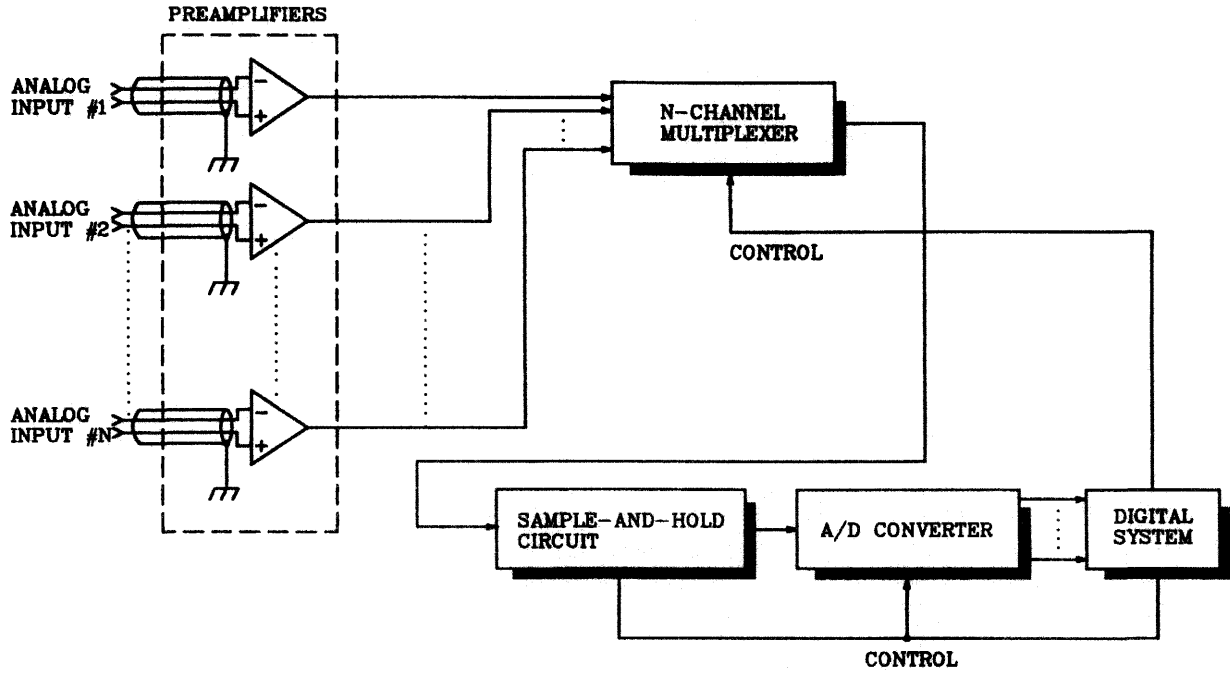 PREAMPLIFIERS
ANALOG
INPUT #1
−
+
N-CHANNEL
MULTIPLEXER
ANALOG
INPUT #2
−
+
CONTROL
ANALOG
INPUT #N
−
+
SAMPLE-AND-HOLD
CIRCUIT
A/D CONVERTER
DIGITAL
SYSTEM
CONTROL